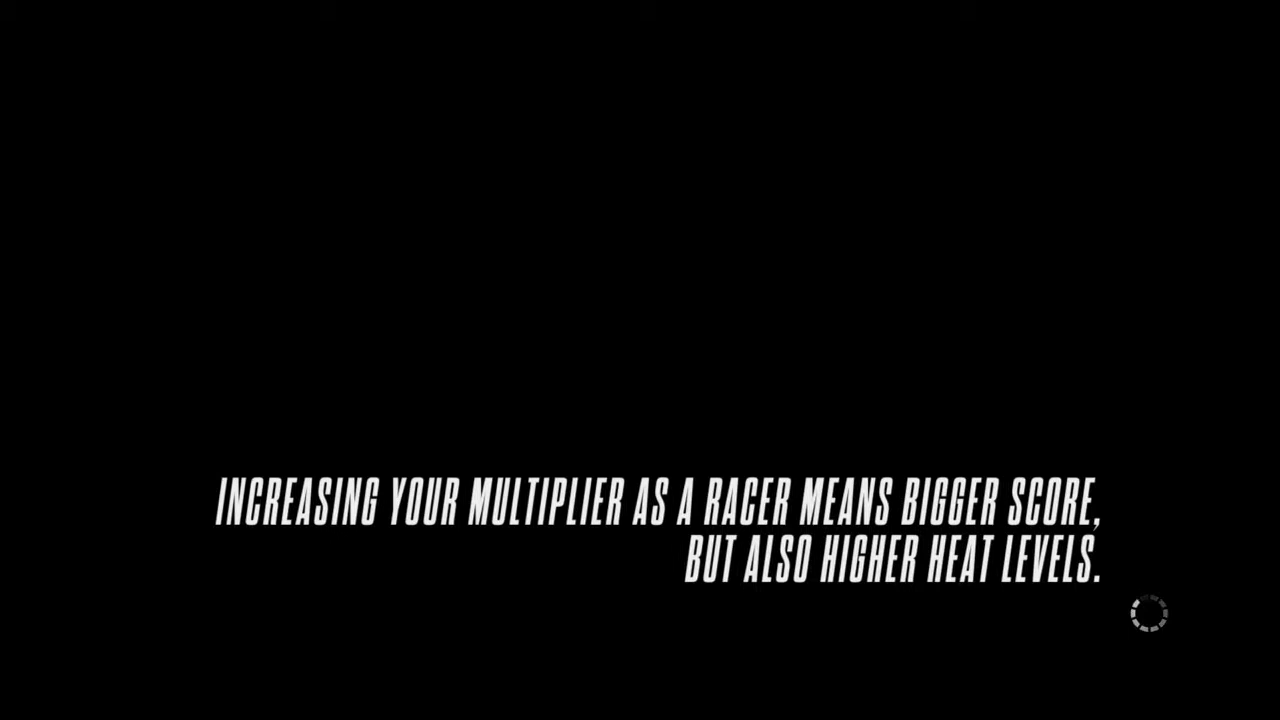 INCREASING YOUR MULTIPLIER AS A RACER MEANS BIGGER SCORE,
BUT ALSO HIGHER HEAT LEVELS.